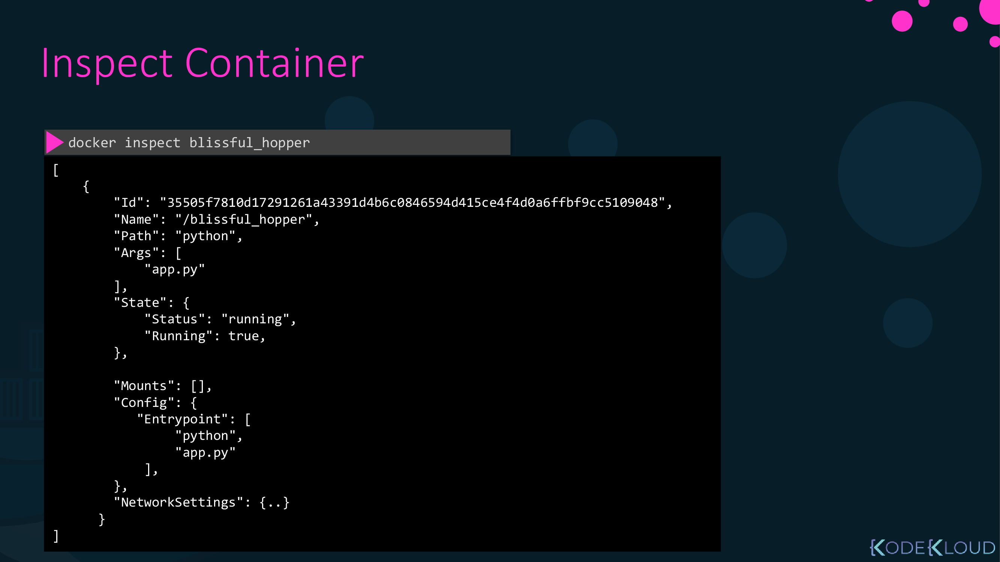 Inspect Container
docker inspect blissful_hopper
[
{
"Id": "35505f7810d17291261a43391d4b6c0846594d415ce4f4d0a6ffbf9cc5109048",
"Name": "/blissful_hopper",
"Path": "python",
"Args": [
"app.py"
],
"State": {
"Status": "running",
"Running": true,
},
"Mounts": [],
"Config": {
"Entrypoint": [
"python",
"app.py"
],
},
"NetworkSettings": {..}
}
]
KODEKLOUD